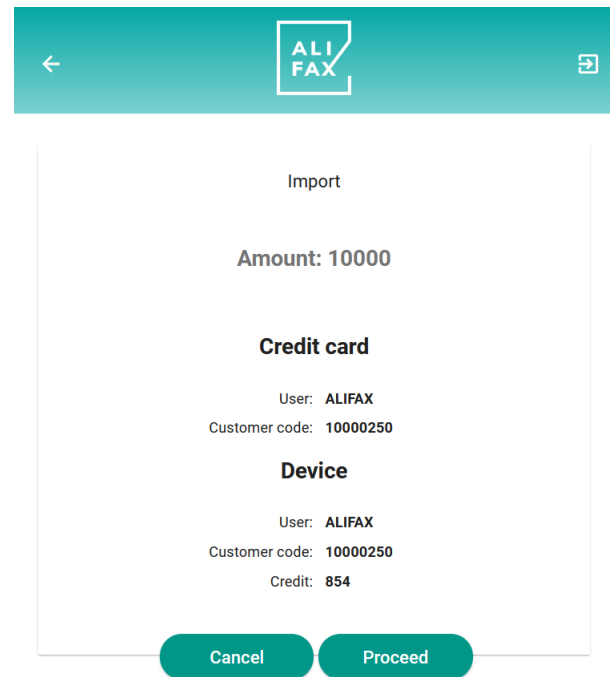 ALI
FAX
Import
Amount: 10000
Credit card
User: ALIFAX
Customer code: 10000250
Device
User: ALIFAX
Customer code: 10000250
Credit: 854
Cancel Proceed